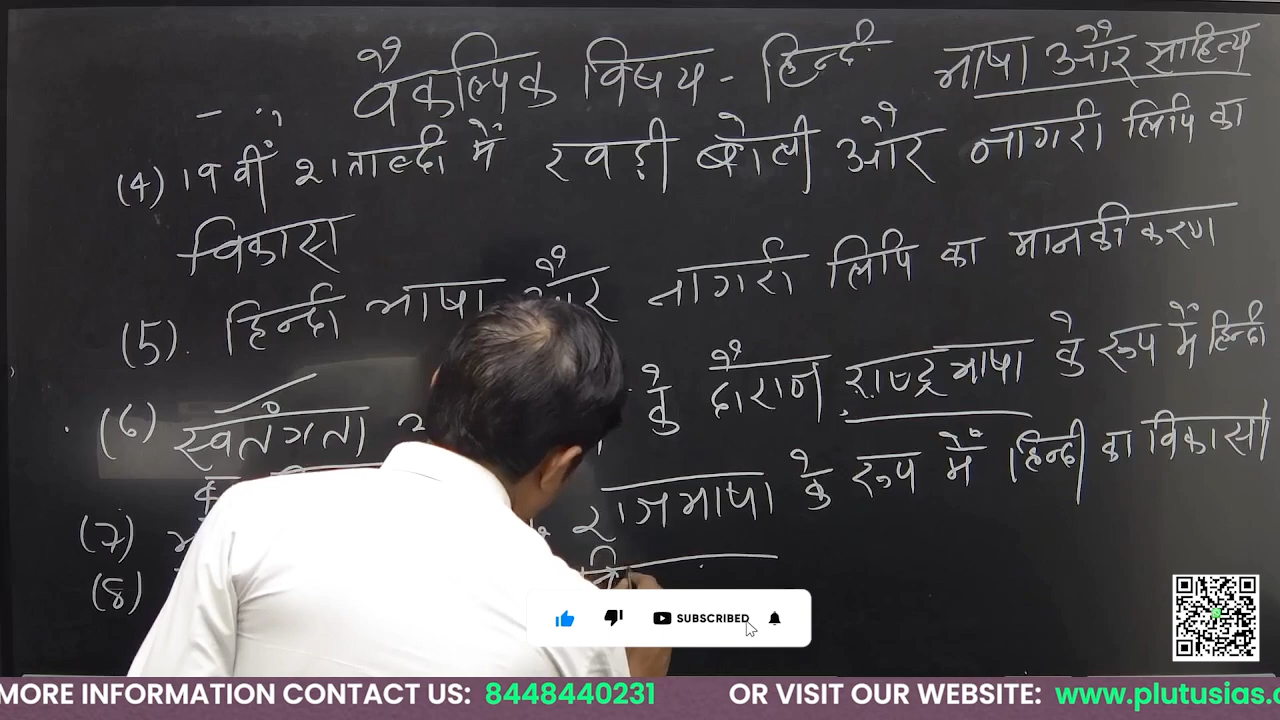 वैकल्पिक विषय - हिन्दी भाषा और साहित्य
(4) 19वीं शताब्दी में खड़ी बोली और नागरी लिपि का
विकास
(5). हिन्दी भाषा और नागरी लिपि का मानकीकरण
(6) स्वतंत्रता के दौरान राष्ट्रभाषा के रूप में हिन्दी
(7) राजभाषा के रूप में हिन्दी का विकास।
(8)
SUBSCRIBED
MORE INFORMATION CONTACT US: 8448440231 OR VISIT OUR WEBSITE: www.plutusias.c